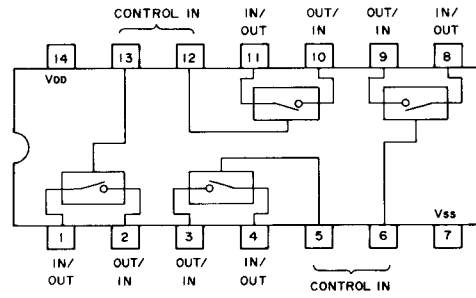 CONTROL IN
IN/ OUT/ OUT/ IN/
OUT IN IN OUT
14 13 12 11 10 9 8
VDD
VSS
1 2 3 4 5 6 7
IN/ OUT/ OUT/ IN/
OUT IN IN OUT
CONTROL IN